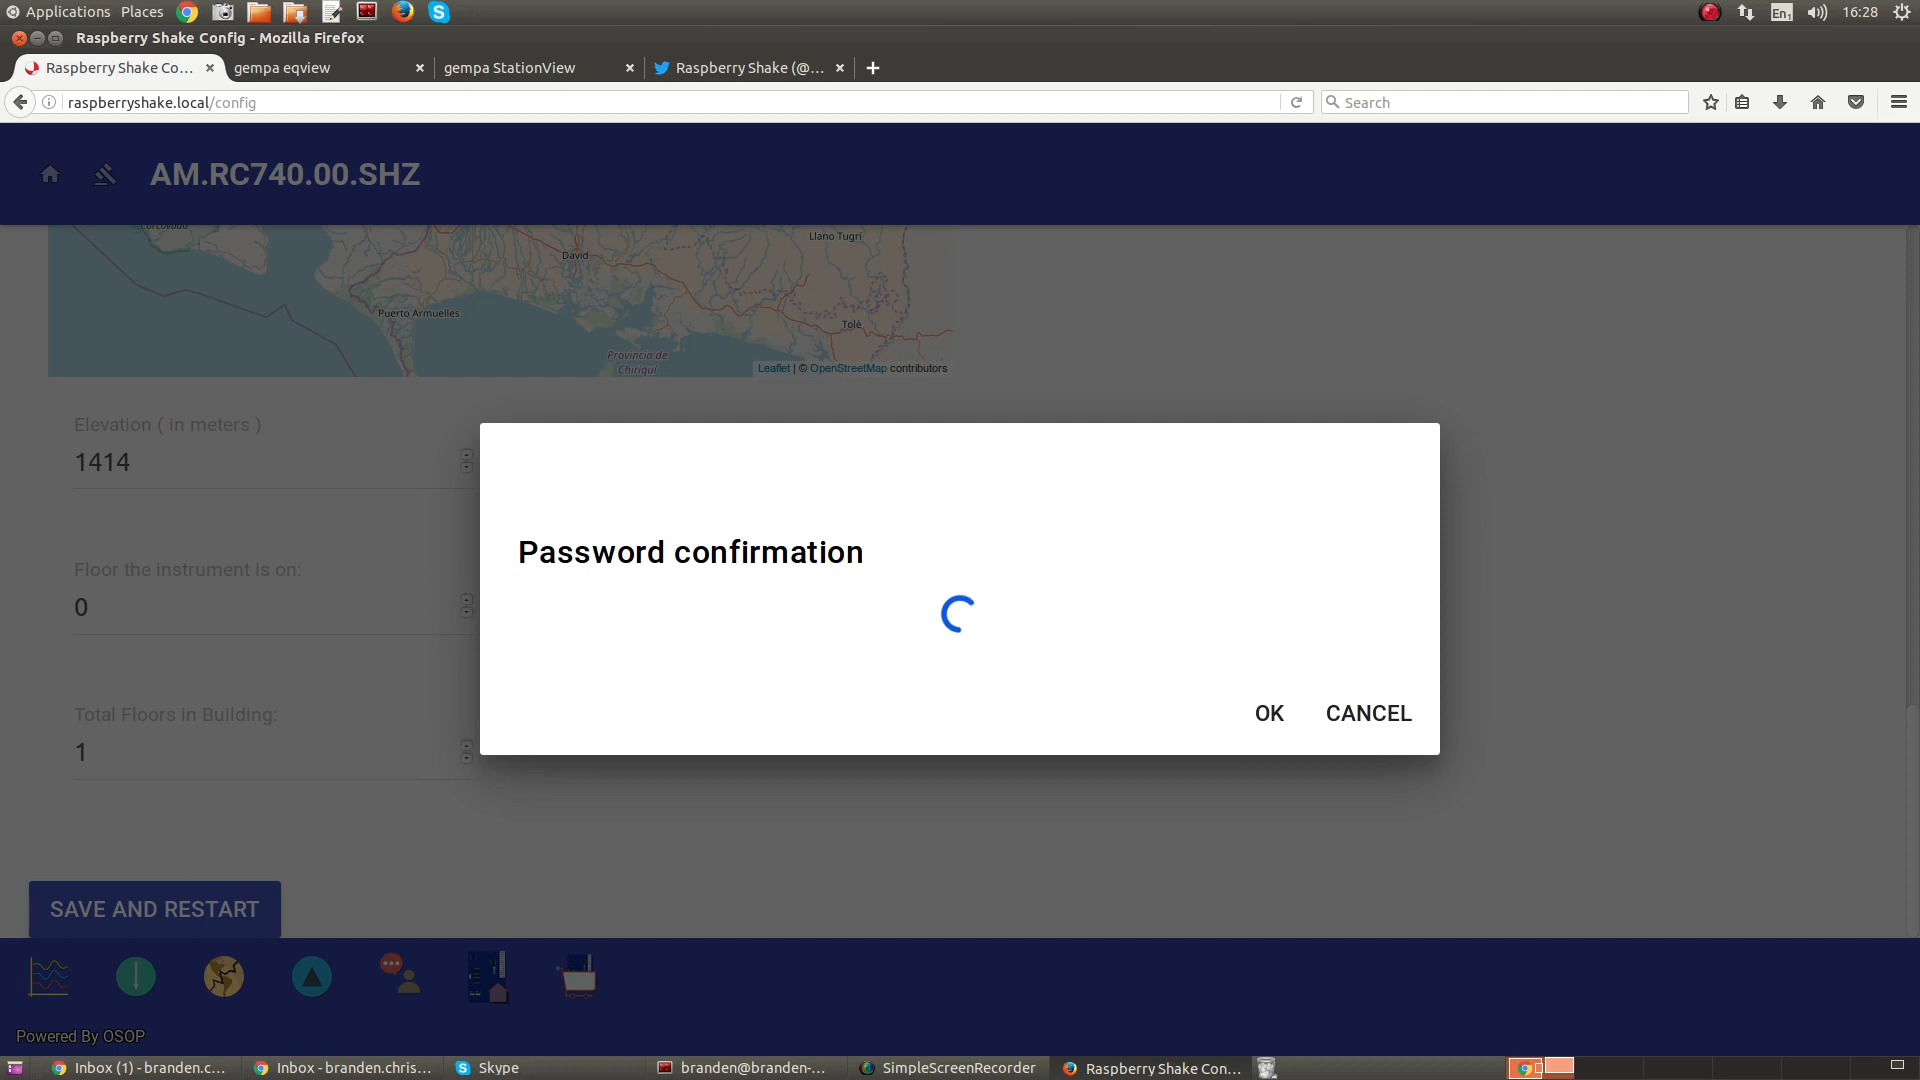 Applications Places
En1
16:28
Raspberry Shake Config - Mozilla Firefox
Raspberry Shake Co...
gempa eqview
gempa StationView
Raspberry Shake (@...
raspberryshake.local/config
Search
AM.RC740.00.SHZ
Corcovado
Llano Tugrí
David
Puerto Armuelles
Tolé
Provincia de
Chiriquí
Leaflet | © OpenStreetMap contributors
Elevation ( in meters )
1414
Floor the instrument is on:
0
Total Floors in Building:
1
Password confirmation
OK CANCEL
SAVE AND RESTART
Powered By OSOP
Inbox (1) - branden.c...
Inbox - branden.chris...
Skype
branden@branden-...
SimpleScreenRecorder
Raspberry Shake Con...